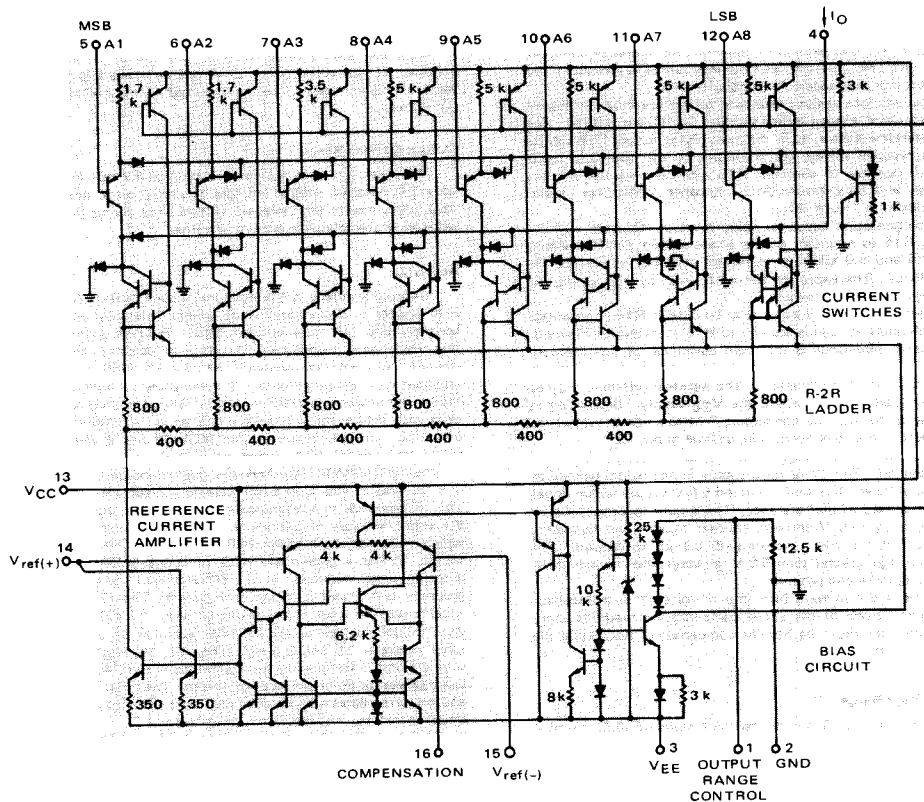 MSB
LSB
I_O
5 A1
6 A2
7 A3
8 A4
9 A5
10 A6
11 A7
12 A8
4
1.7 k
1.7 k
3.5 k
5 k
5 k
5 k
5 k
5k
3 k
1 k
CURRENT
SWITCHES
800
800
800
800
800
800
800
800
R-2R
LADDER
400
400
400
400
400
400
400
13
VCC
REFERENCE
CURRENT
AMPLIFIER
14
Vref(+)
4 k
4 k
25 k
12.5 k
10 k
6.2 k
BIAS
CIRCUIT
350
350
8k
3 k
16
COMPENSATION
15
Vref(−)
3
VEE
1
OUTPUT
RANGE
CONTROL
2
GND